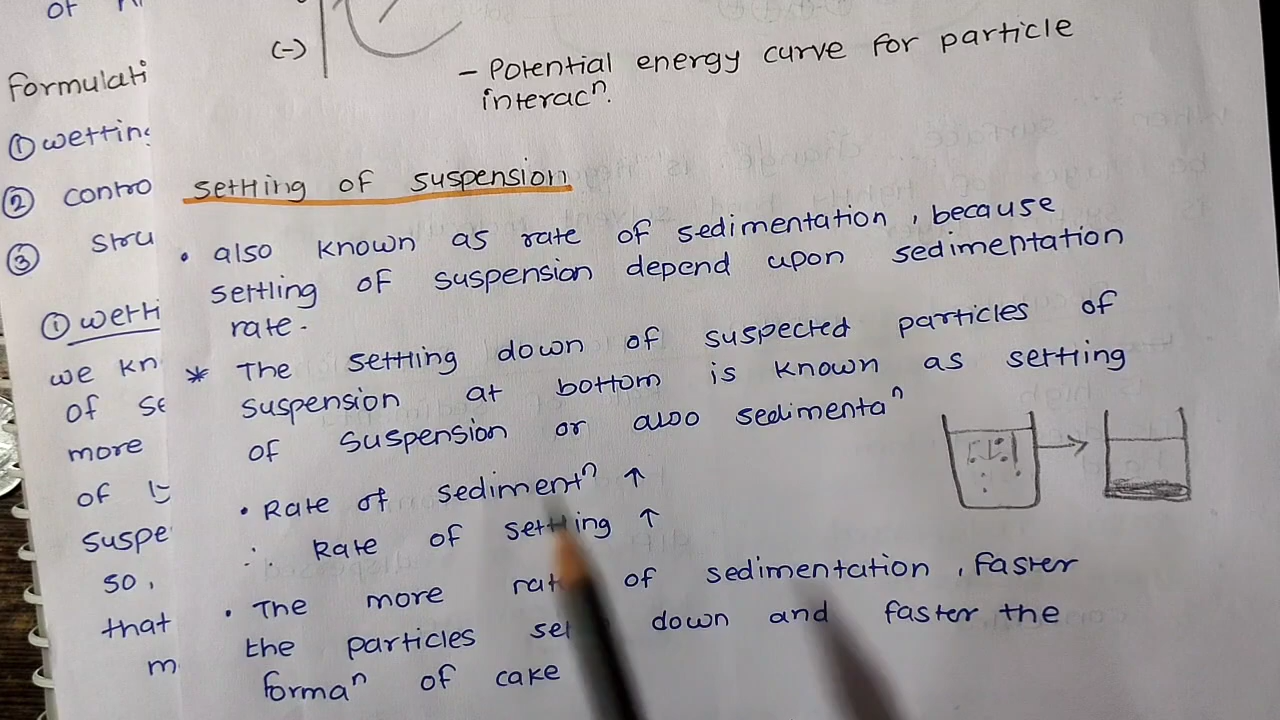 (-)
- Potential energy curve for particle
interacⁿ.
Formulati
① wetting
② contro
③ stru
settling of suspension
• also known as rate of sedimentation, because
settling of suspension depend upon sedimentation
rate.
① wetti
we kn
of se
more
of
suspe
so,
that
m
* The settling down of suspected particles of
suspension at bottom is known as settling
of suspension or also sedimentaⁿ
• Rate of sedimentⁿ ↑
∴ Rate of settling ↑
• The more rate of sedimentation, faster
the particles set down and faster the
formaⁿ of cake